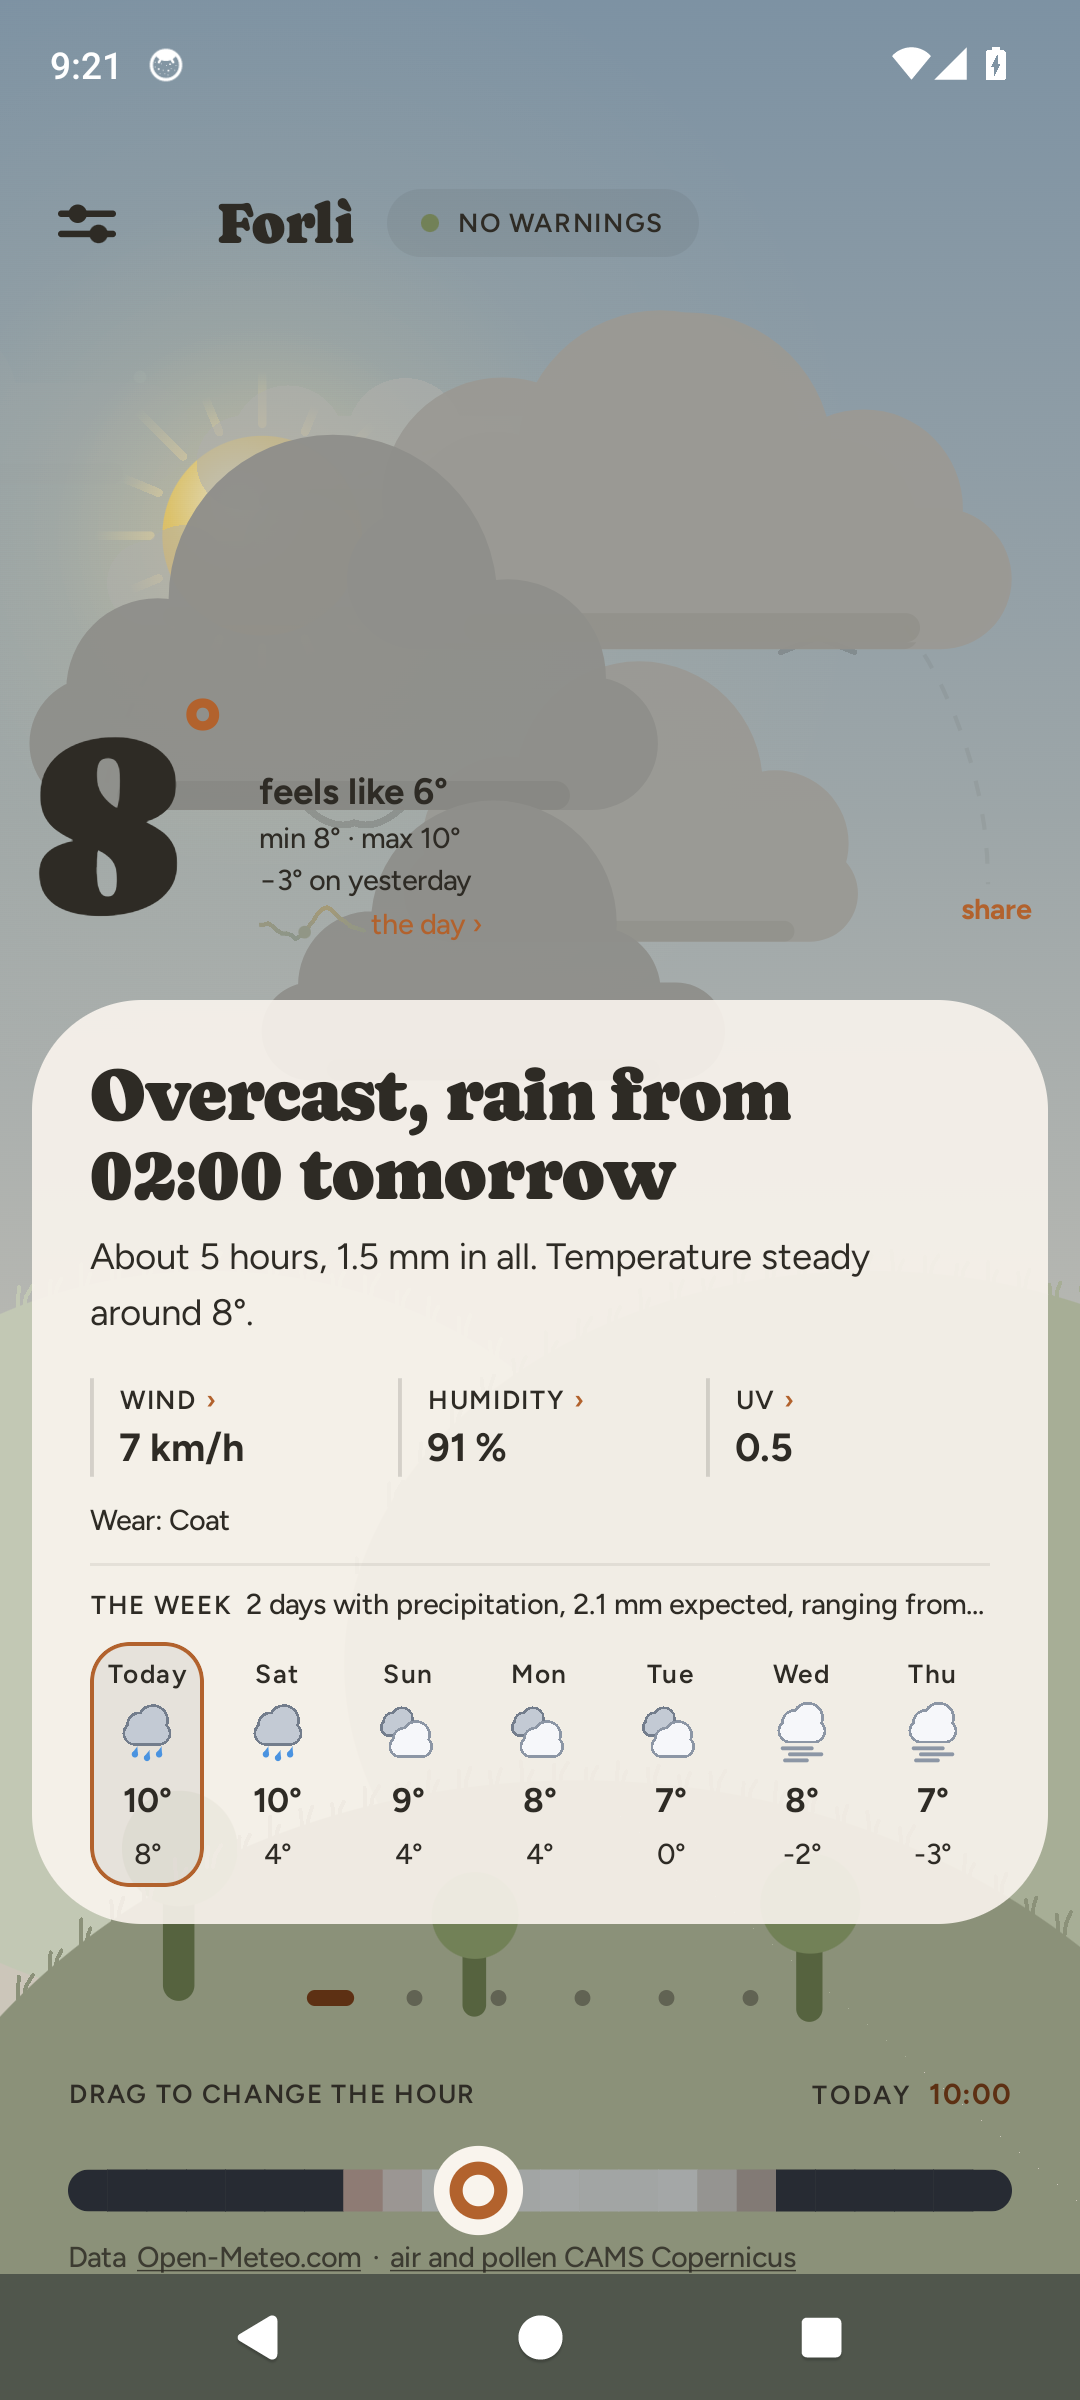 9:21
Forlì
NO WARNINGS
8°
feels like 6°
min 8° · max 10°
−3° on yesterday
the day ›
share
Overcast, rain from
02:00 tomorrow
About 5 hours, 1.5 mm in all. Temperature steady
around 8°.
WIND › HUMIDITY › UV ›
7 km/h 91 % 0.5
Wear: Coat
THE WEEK 2 days with precipitation, 2.1 mm expected, ranging from...
Today Sat Sun Mon Tue Wed Thu
10° 10° 9° 8° 7° 8° 7°
8° 4° 4° 4° 0° -2° -3°
DRAG TO CHANGE THE HOUR TODAY 10:00
Data Open-Meteo.com · air and pollen CAMS Copernicus